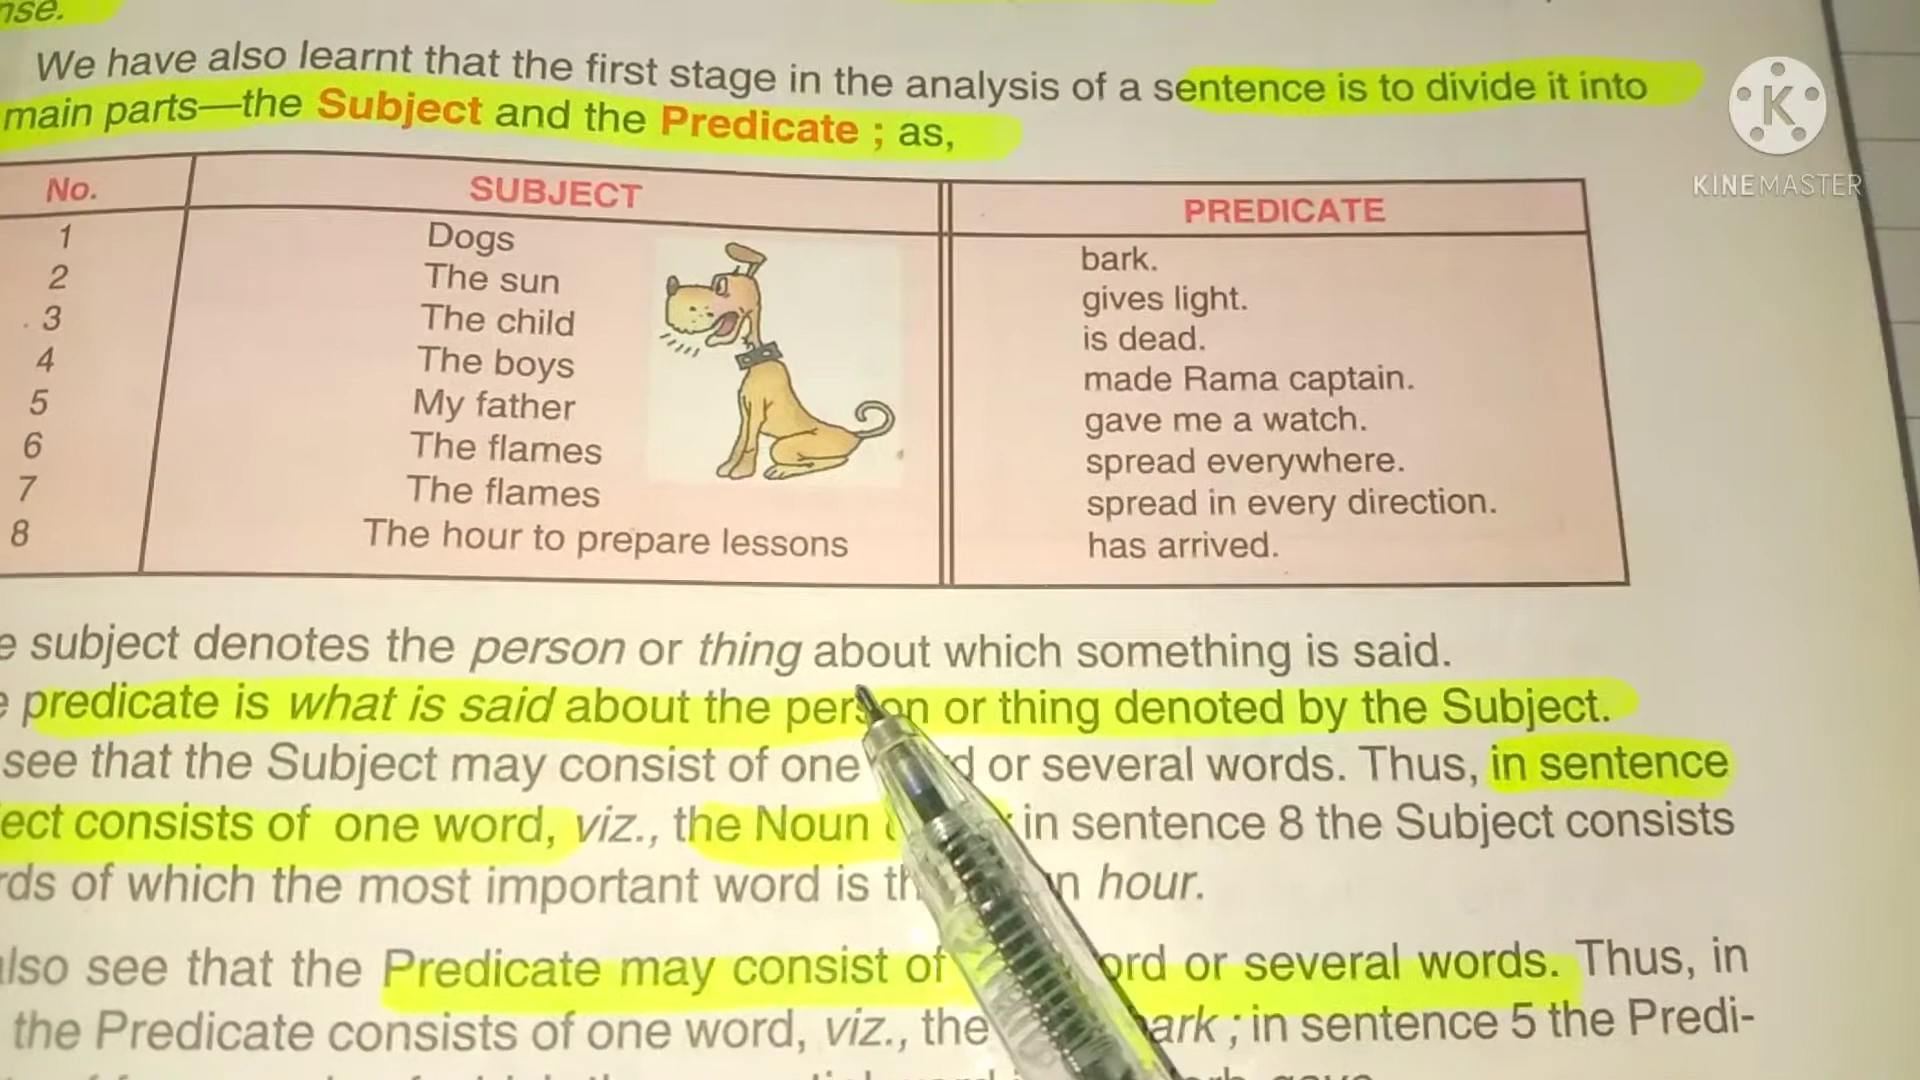 nse.
We have also learnt that the first stage in the analysis of a sentence is to divide it into
main parts—the Subject and the Predicate ; as,
KINEMASTER
No. SUBJECT PREDICATE
1 Dogs bark.
2 The sun gives light.
3 The child is dead.
4 The boys made Rama captain.
5 My father gave me a watch.
6 The flames spread everywhere.
7 The flames spread in every direction.
8 The hour to prepare lessons has arrived.
e subject denotes the person or thing about which something is said.
e predicate is what is said about the person or thing denoted by the Subject.
see that the Subject may consist of one or several words. Thus, in sentence
ect consists of one word, viz., the Noun in sentence 8 the Subject consists
rds of which the most important word is hour.
lso see that the Predicate may consist of ord or several words. Thus, in
the Predicate consists of one word, viz., the ark ; in sentence 5 the Predi-